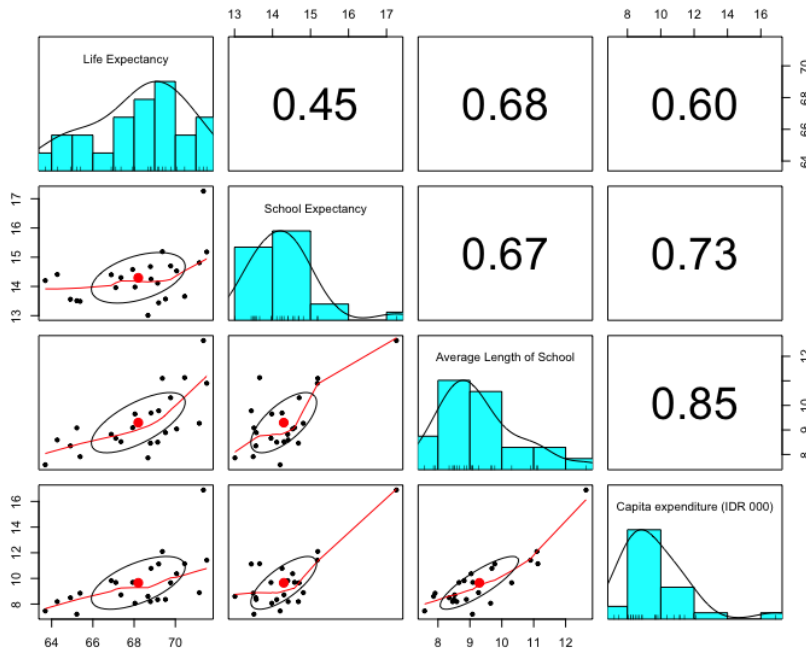 13 14 15 16 17
8 10 12 14 16
Life Expectancy
0.45
0.68
0.60
64 66 68 70
13 14 15 16 17
School Expectancy
0.67
0.73
Average Length of School
0.85
8 9 10 11 12
8 10 12 14 16
Capita expenditure (IDR 000)
64 66 68 70
8 9 10 11 12